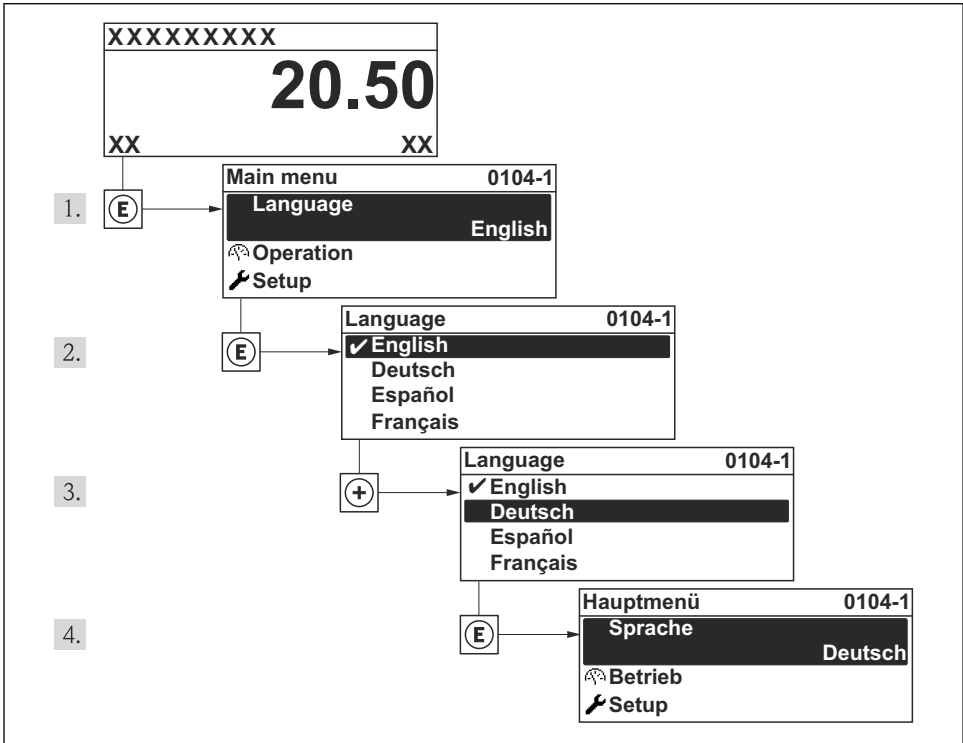 XXXXXXXXX
20.50
XX XX
1. E
Main menu 0104-1
Language
English
Operation
Setup
2. E
Language 0104-1
✔ English
Deutsch
Español
Français
3. +
Language 0104-1
✔ English
Deutsch
Español
Français
4. E
Hauptmenü 0104-1
Sprache
Deutsch
Betrieb
Setup